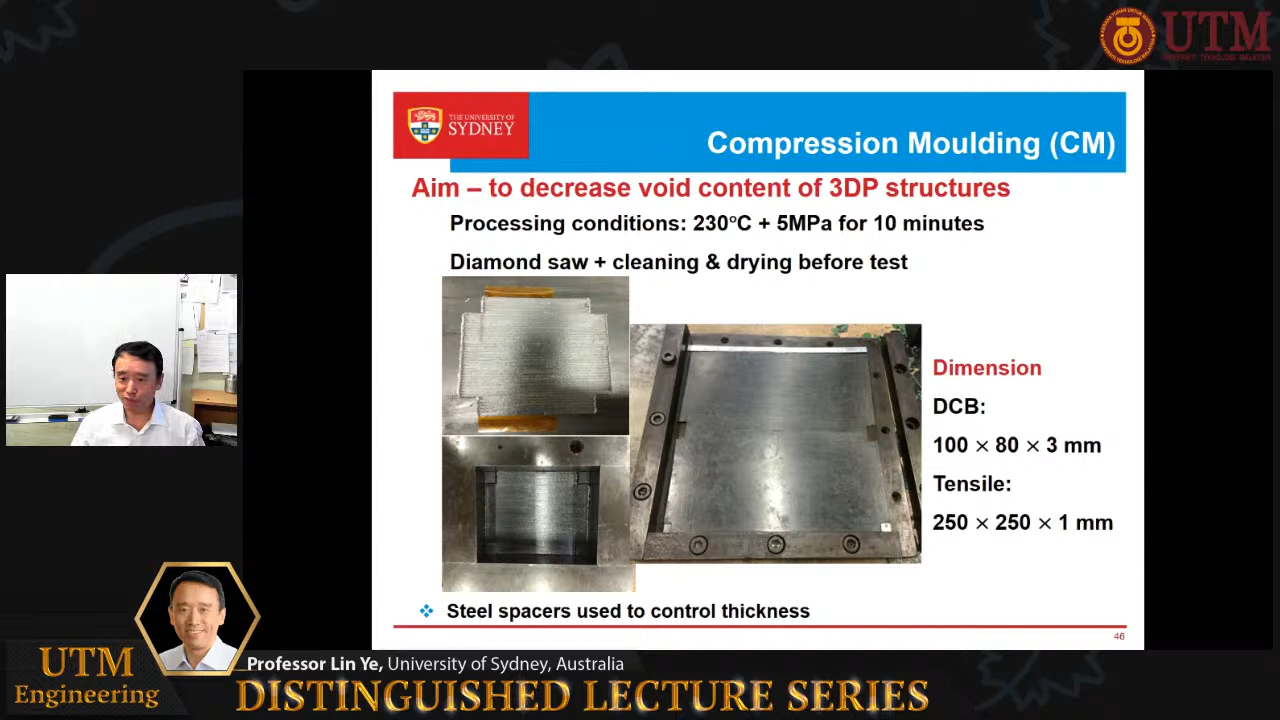 UTM
UNIVERSITI TEKNOLOGI MALAYSIA
THE UNIVERSITY OF
SYDNEY
Compression Moulding (CM)
Aim – to decrease void content of 3DP structures
Processing conditions: 230°C + 5MPa for 10 minutes
Diamond saw + cleaning & drying before test
Dimension
DCB:
100 × 80 × 3 mm
Tensile:
250 × 250 × 1 mm
❖ Steel spacers used to control thickness
46
Professor Lin Ye, University of Sydney, Australia
UTM
Engineering
DISTINGUISHED LECTURE SERIES